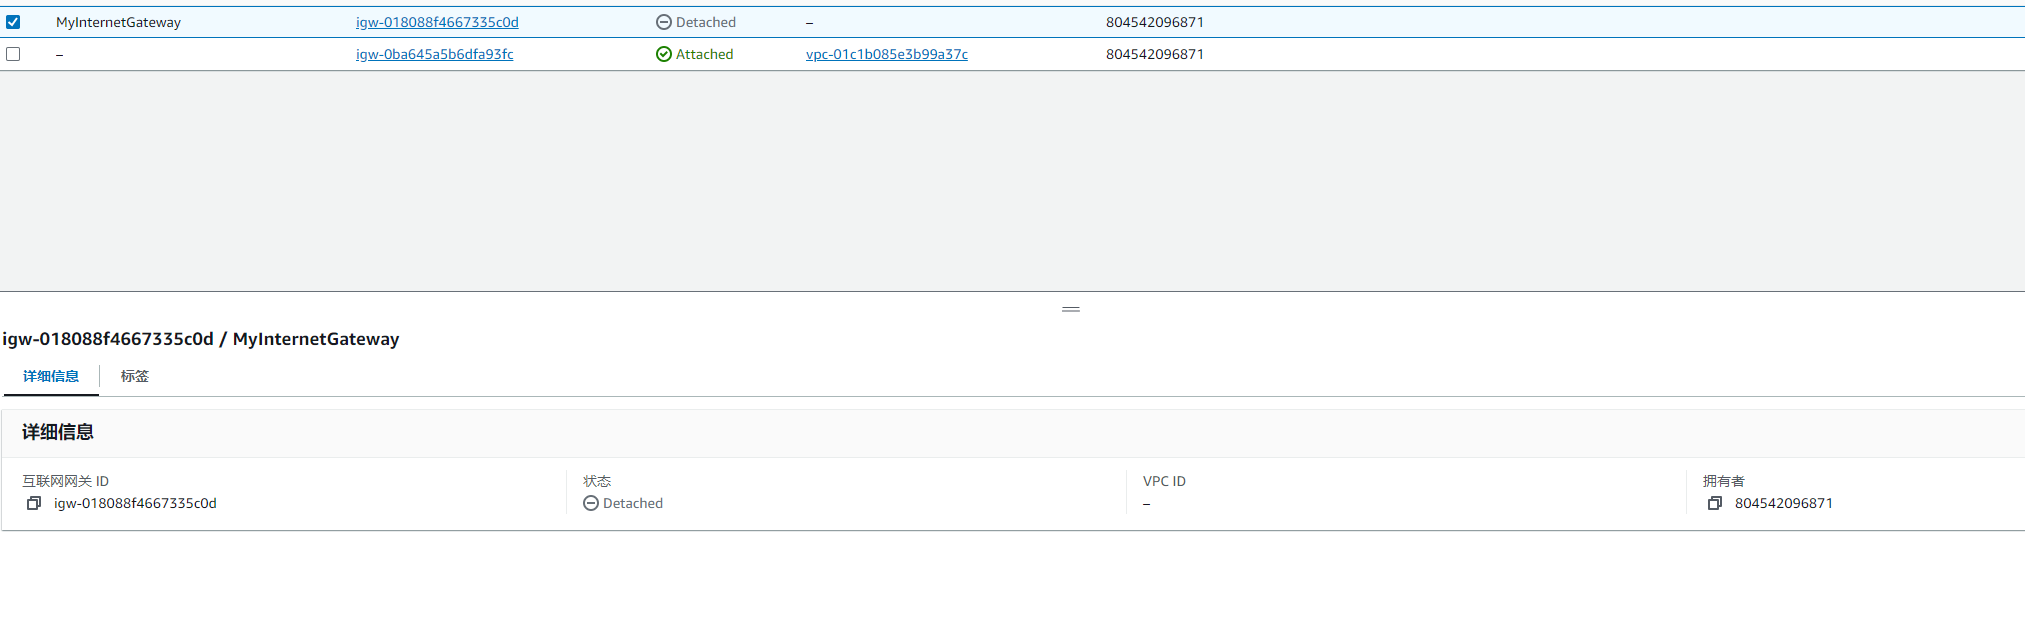 MyInternetGateway igw-018088f4667335c0d Detached – 804542096871
– igw-0ba645a5b6dfa93fc Attached vpc-01c1b085e3b99a37c 804542096871
igw-018088f4667335c0d / MyInternetGateway
详细信息 标签
详细信息
互联网网关 ID 状态 VPC ID 拥有者
igw-018088f4667335c0d Detached – 804542096871